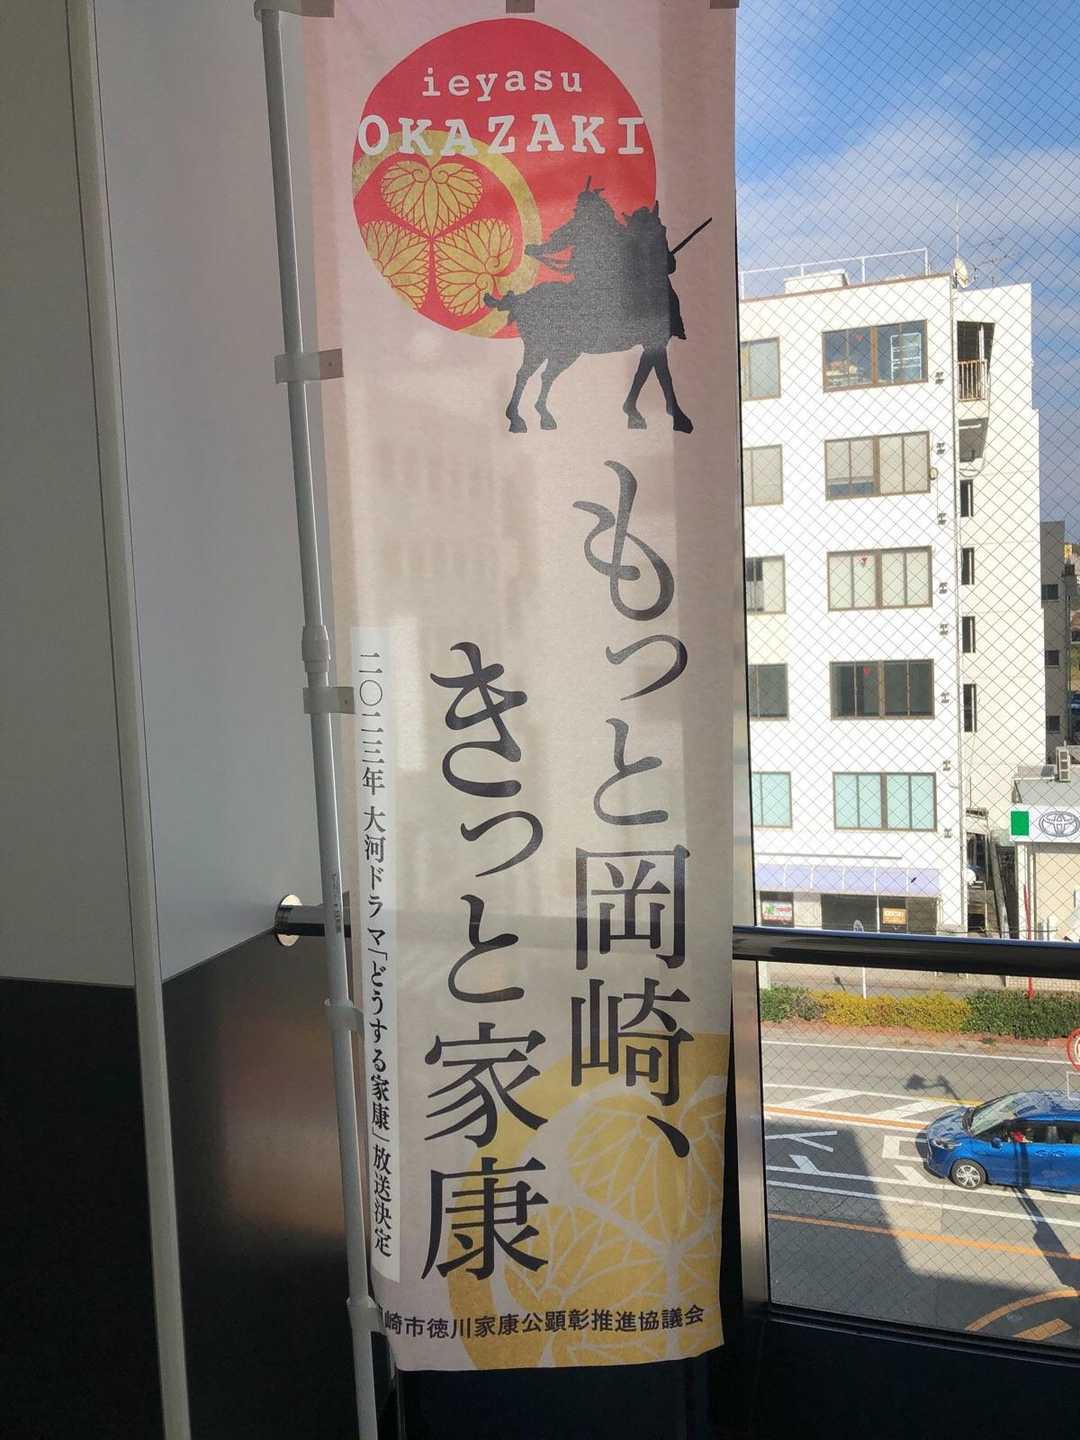 ieyasu
OKAZAKI
もっと岡崎、
きっと家康
二〇二三年 大河ドラマ「どうする家康」放送決定
崎市徳川家康公顕彰推進協議会